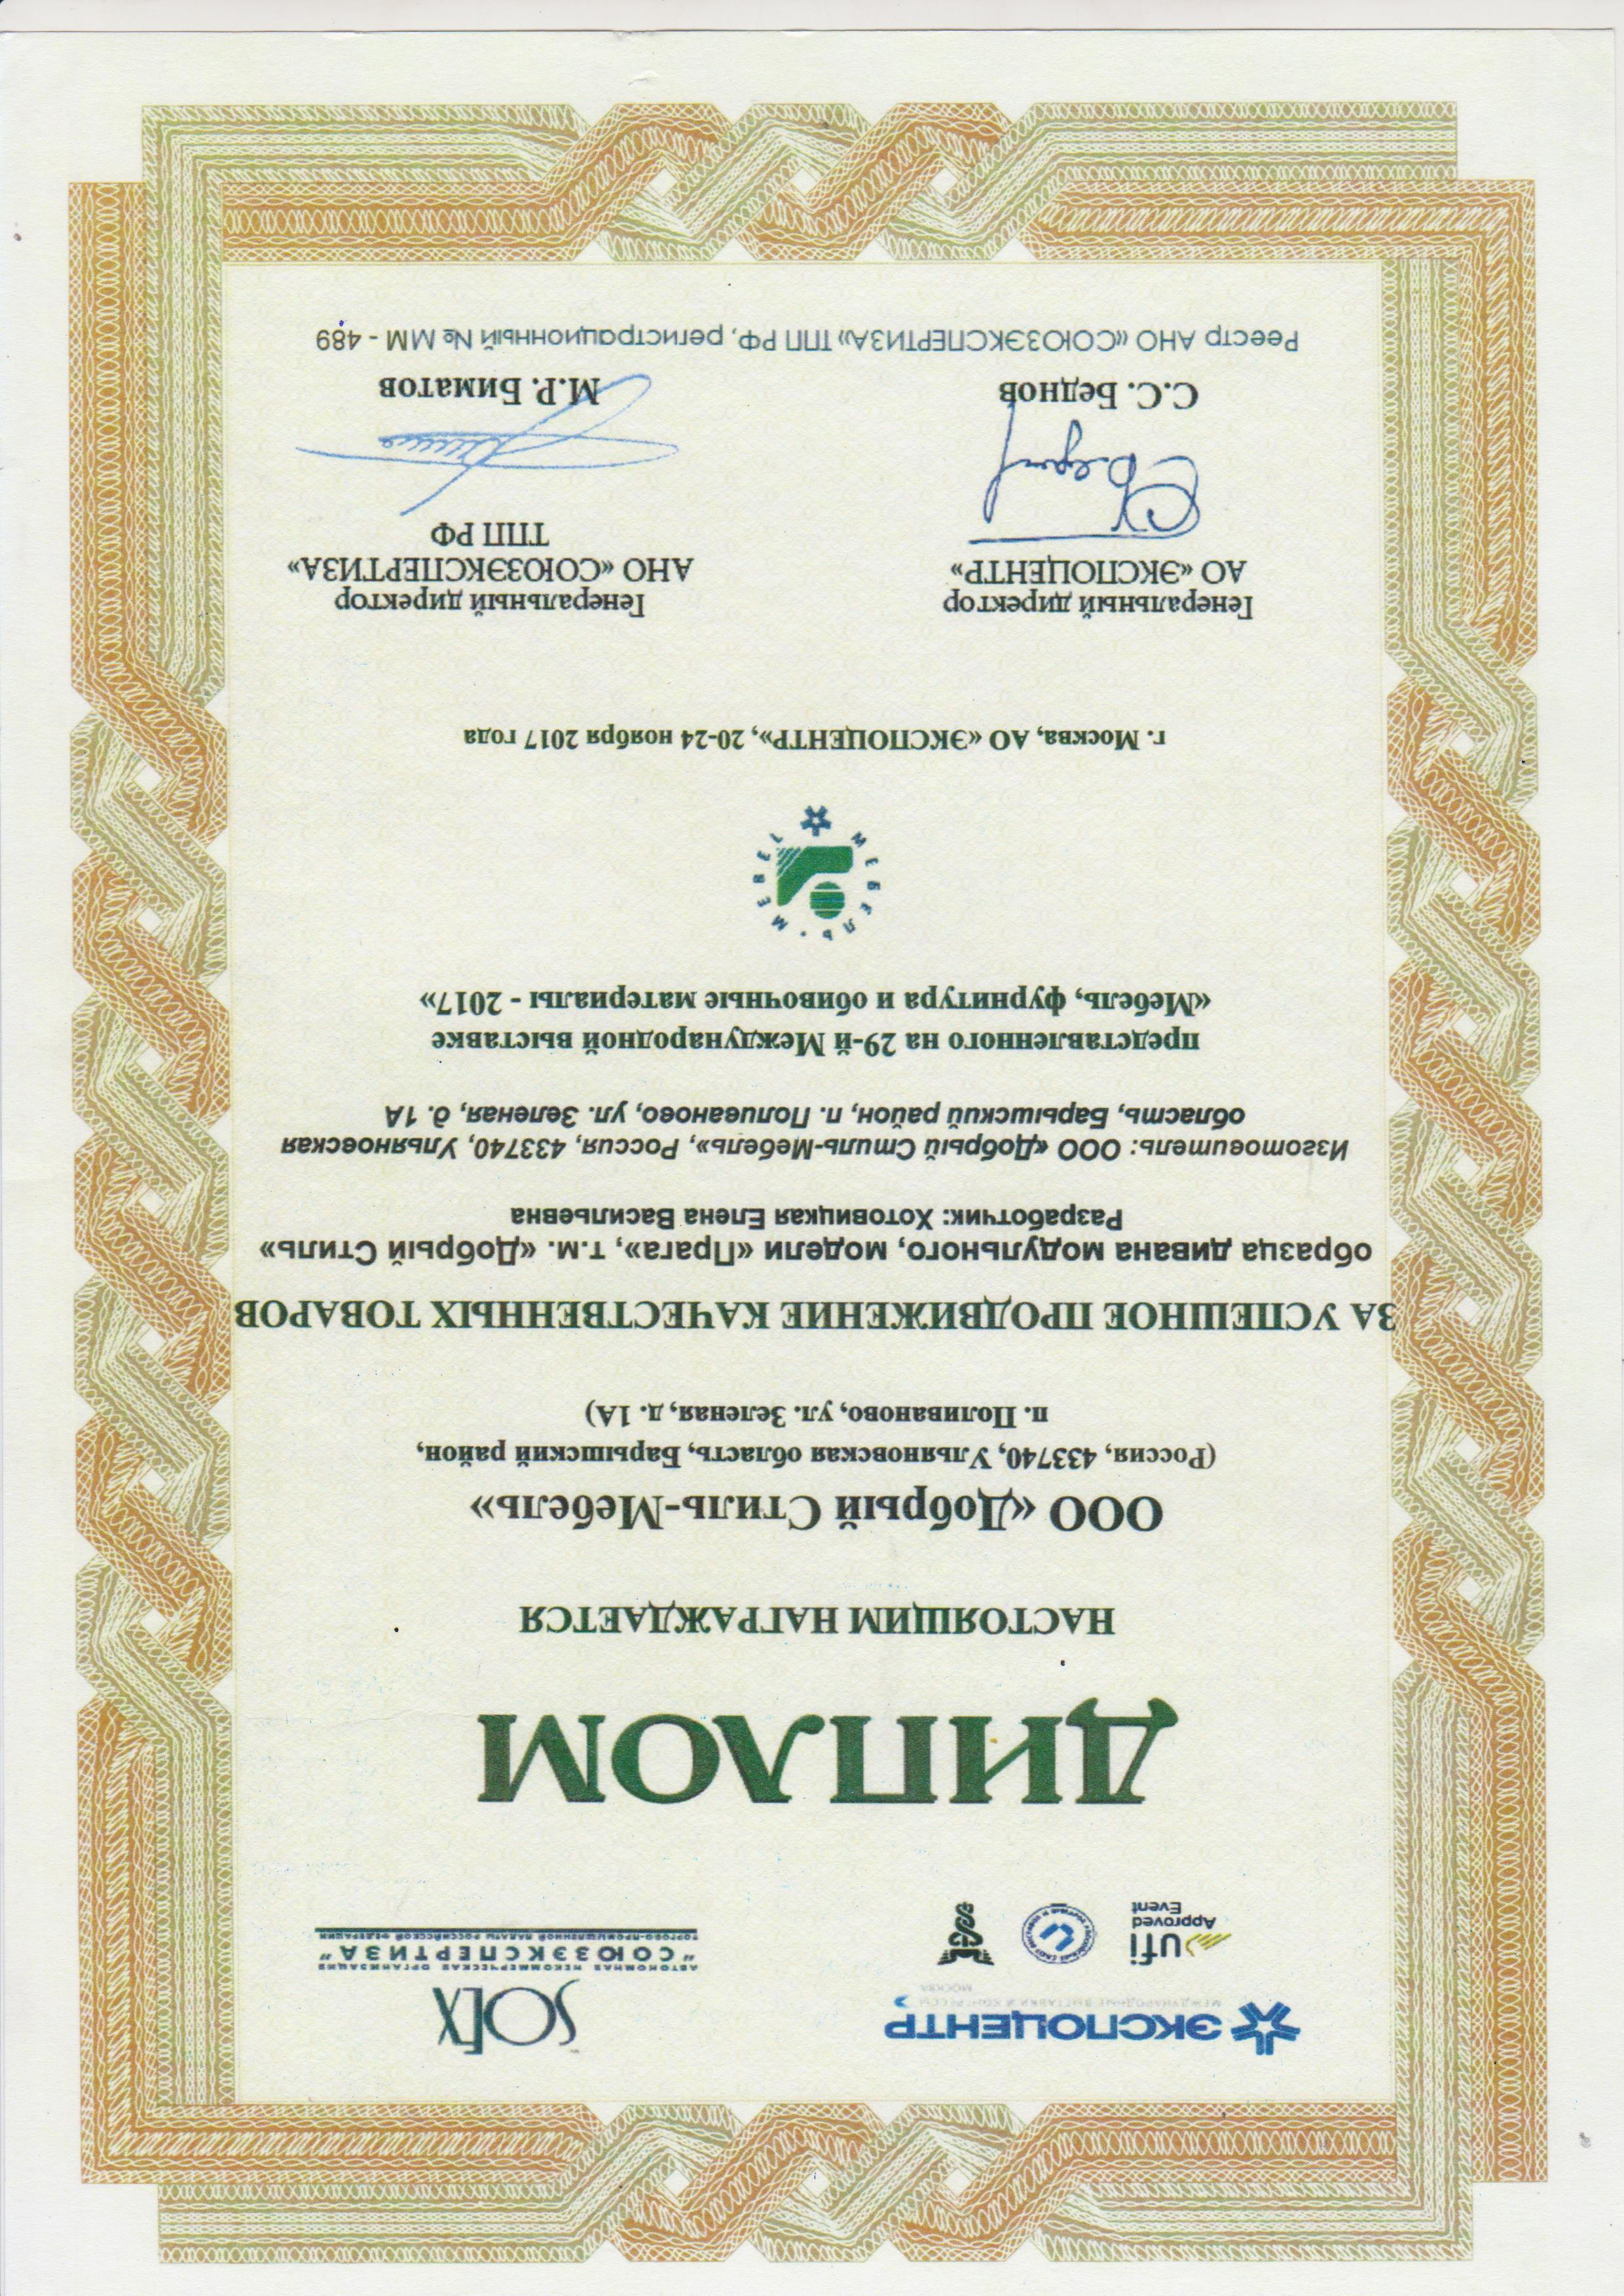 ЭКСПОЦЕНТР
МЕЖДУНАРОДНЫЕ ВЫСТАВКИ И КОНГРЕССЫ
МОСКВА
ufi
Approved
Event
SOEX
АВТОНОМНАЯ НЕКОММЕРЧЕСКАЯ ОРГАНИЗАЦИЯ
"СОЮЗЭКСПЕРТИЗА"
ТОРГОВО-ПРОМЫШЛЕННОЙ ПАЛАТЫ РОССИЙСКОЙ ФЕДЕРАЦИИ
ДИПЛОМ
НАСТОЯЩИМ НАГРАЖДАЕТСЯ
ООО «Добрый Стиль-Мебель»
(Россия, 433740, Ульяновская область, Барышский район,
п. Поливаново, ул. Зеленая, д. 1А)
ЗА УСПЕШНОЕ ПРОДВИЖЕНИЕ КАЧЕСТВЕННЫХ ТОВАРОВ
образца дивана модульного, модели «Прага», т.м. «Добрый Стиль»
Разработчик: Хотовицкая Елена Васильевна
Изготовитель: ООО «Добрый Стиль-Мебель», Россия, 433740, Ульяновская
область, Барышский район, п. Поливаново, ул. Зеленая, д. 1А
представленного на 29-й Международной выставке
«Мебель, фурнитура и обивочные материалы - 2017»
МЕБЕЛЬ • MEBEL
г. Москва, АО «ЭКСПОЦЕНТР», 20-24 ноября 2017 года
Генеральный директор
АО «ЭКСПОЦЕНТР»
С.С. Беднов
Генеральный директор
АНО «СОЮЗЭКСПЕРТИЗА»
ТПП РФ
М.Р. Биматов
Реестр АНО «СОЮЗЭКСПЕРТИЗА» ТПП РФ, регистрационный № ММ - 489